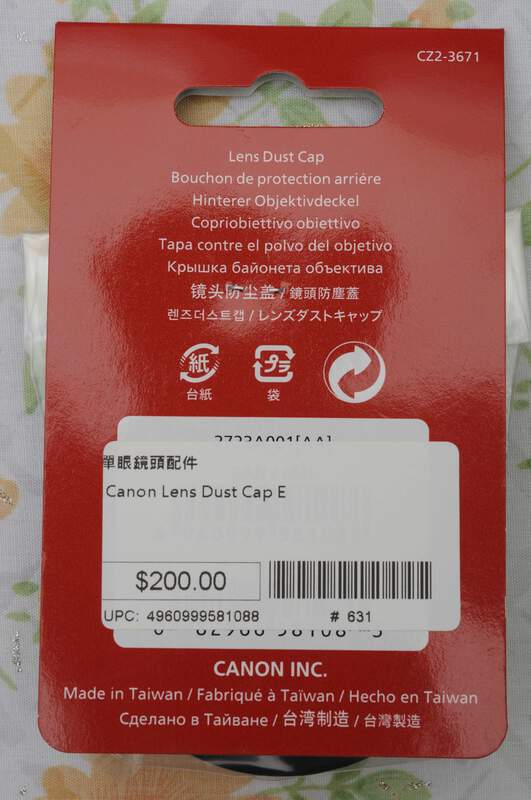 CZ2-3671
Lens Dust Cap
Bouchon de protection arrière
Hinterer Objektivdeckel
Copriobiettivo obiettivo
Tapa contre el polvo del objetivo
Крышка байонета объектива
镜头防尘盖 / 鏡頭防塵蓋
렌즈더스트캡 / レンズダストキャップ
紙 プラ
台紙 袋
2723A001[AA]
單眼鏡頭配件
Canon Lens Dust Cap E
$200.00
UPC: 4960999581088 # 631
CANON INC.
Made in Taiwan / Fabriqué à Taïwan / Hecho en Taiwan
Сделано в Тайване / 台湾制造 / 台灣製造